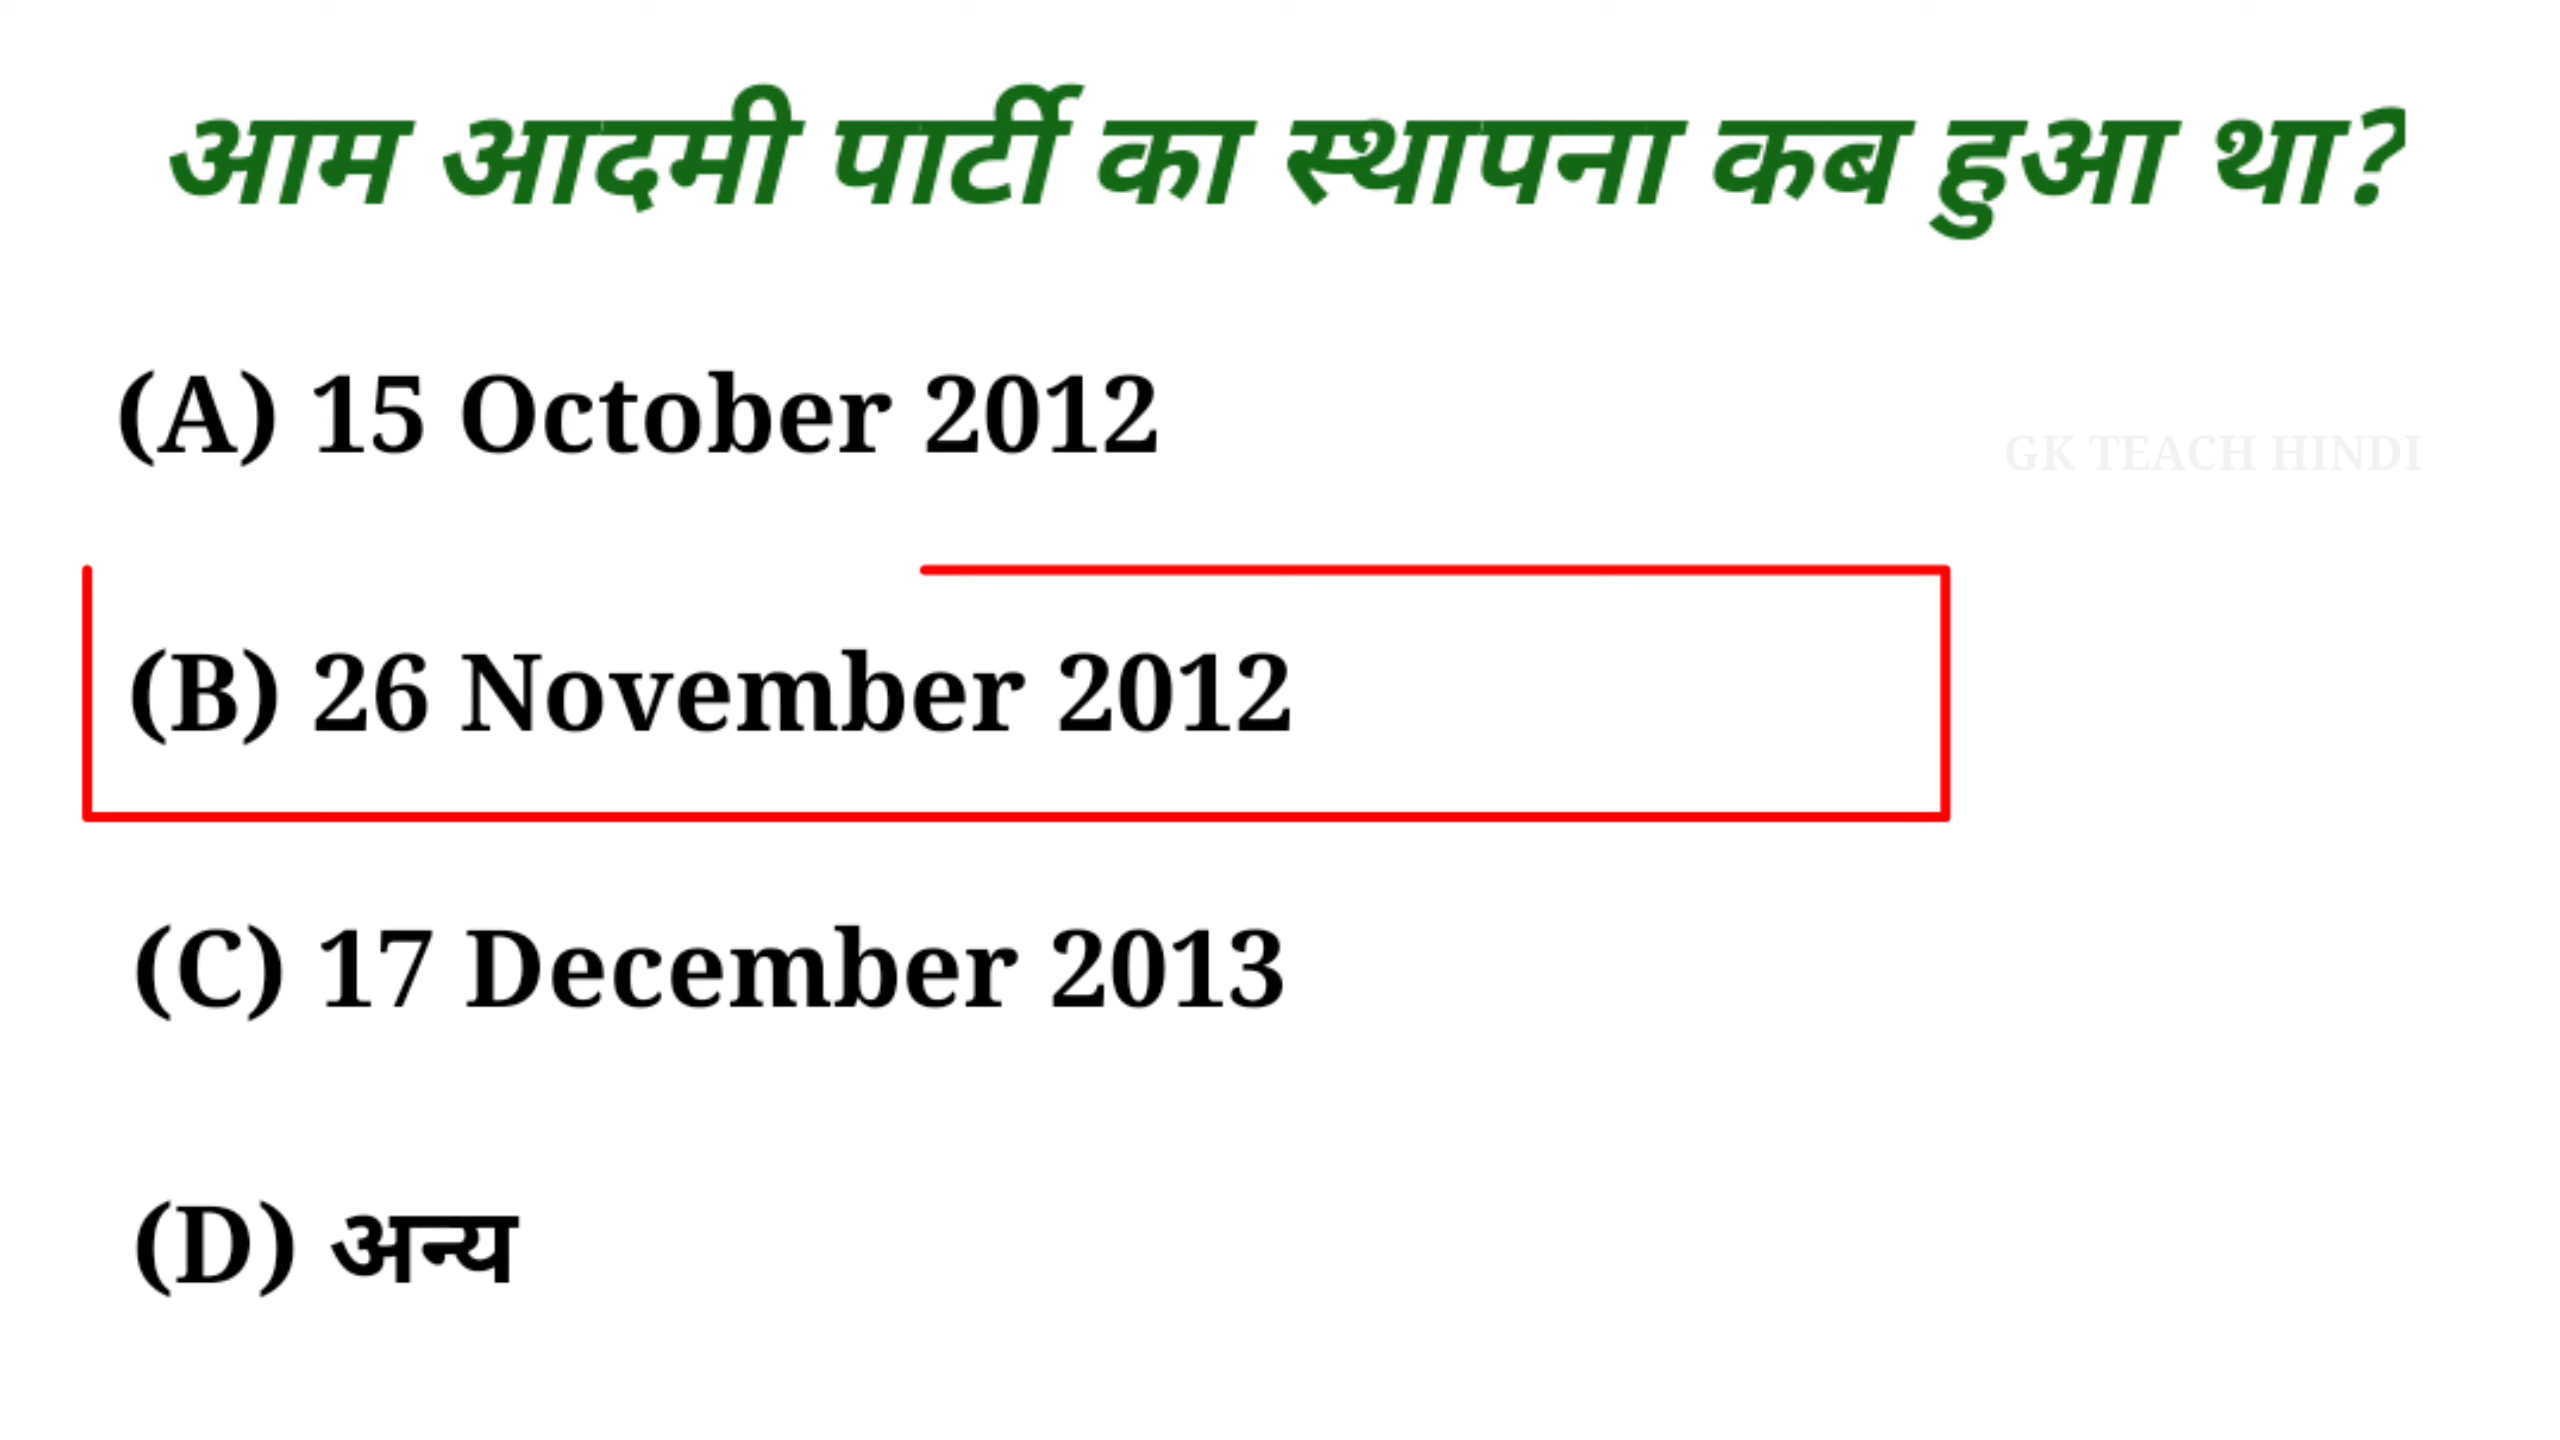 आम आदमी पार्टी का स्थापना कब हुआ था?
(A) 15 October 2012
GK TEACH HINDI
(B) 26 November 2012
(C) 17 December 2013
(D) अन्य